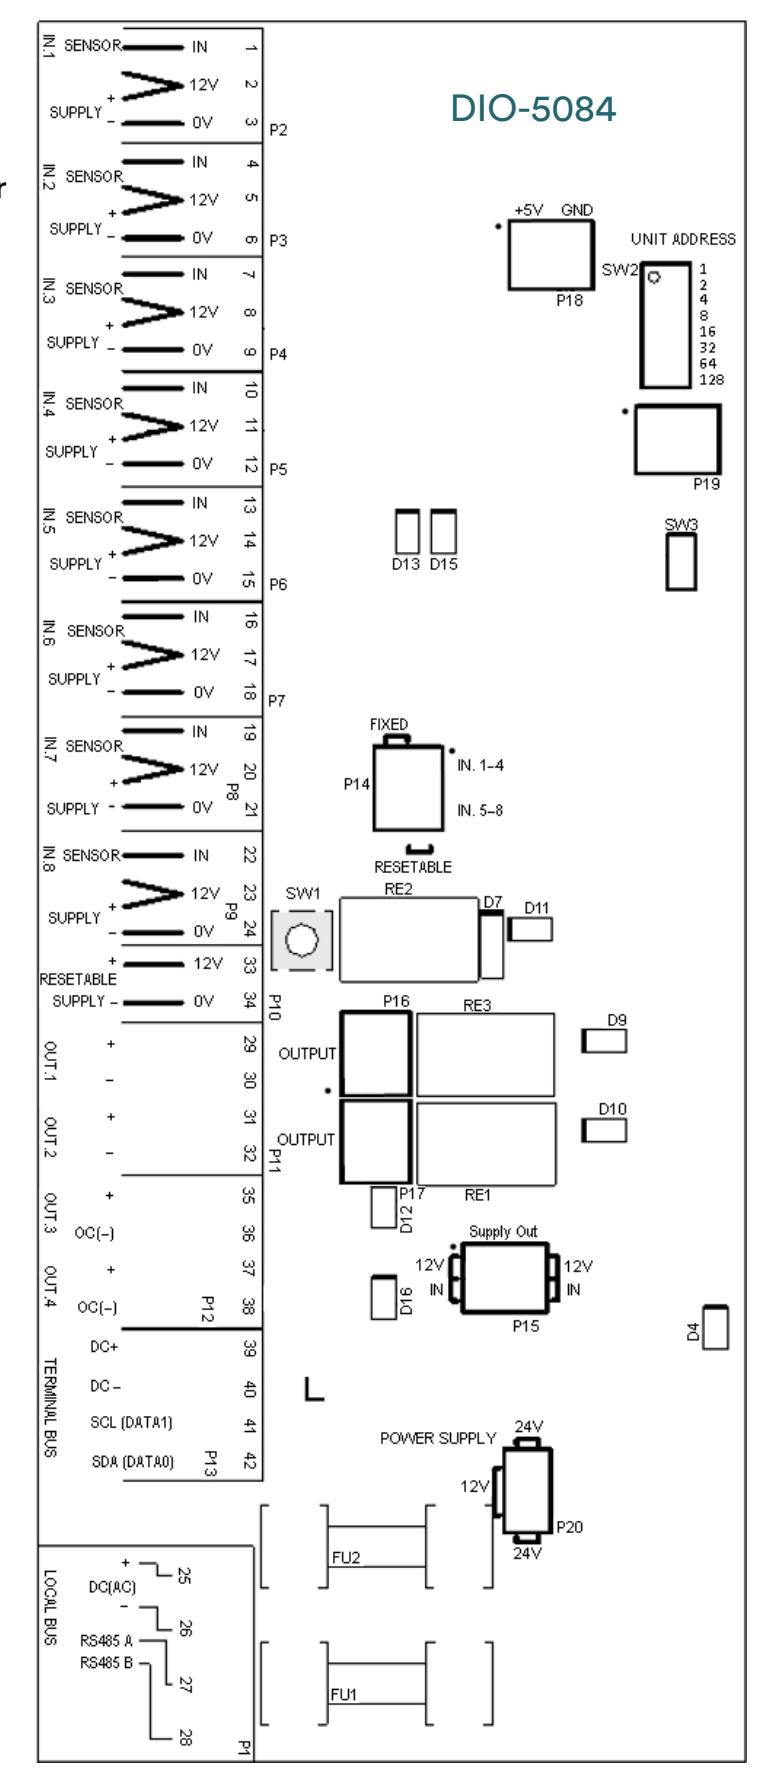 r
DIO-5084
IN.1
SENSOR
IN
1
12V
2
SUPPLY
+
-
0V
3
P2
IN.2
SENSOR
IN
4
12V
5
SUPPLY
+
-
0V
6
P3
IN.3
SENSOR
IN
7
12V
8
SUPPLY
+
-
0V
9
P4
IN.4
SENSOR
IN
10
12V
11
SUPPLY
+
-
0V
12
P5
IN.5
SENSOR
IN
13
12V
14
SUPPLY
+
-
0V
15
P6
IN.6
SENSOR
IN
16
12V
17
SUPPLY
+
-
0V
18
P7
IN.7
SENSOR
IN
19
12V
20
SUPPLY
+
-
0V
21
P8
IN.8
SENSOR
IN
22
12V
23
SUPPLY
+
-
0V
24
P9
+
12V
33
RESETABLE
SUPPLY -
0V
34
P10
OUT.1
+
29
-
30
OUT.2
+
31
-
32
P11
OUT.3
+
35
OC(-)
36
OUT.4
+
37
OC(-)
38
P12
TERMINAL BUS
DC+
39
DC-
40
SCL (DATA1)
41
SDA (DATA0)
42
P13
LOCAL BUS
+
DC(AC)
-
25
26
RS485 A
RS485 B
27
28
P1
+5V GND
P18
UNIT ADDRESS
SW2
1
2
4
8
16
32
64
128
P19
SW3
D13 D15
FIXED
P14
IN. 1-4
IN. 5-8
RESETABLE
SW1
RE2
D7
D11
P16
RE3
D9
OUTPUT
OUTPUT
D10
P17
RE1
D12
Supply Out
12V
IN
12V
IN
P15
D16
D4
L
POWER SUPPLY
24V
12V
P20
24V
FU2
FU1